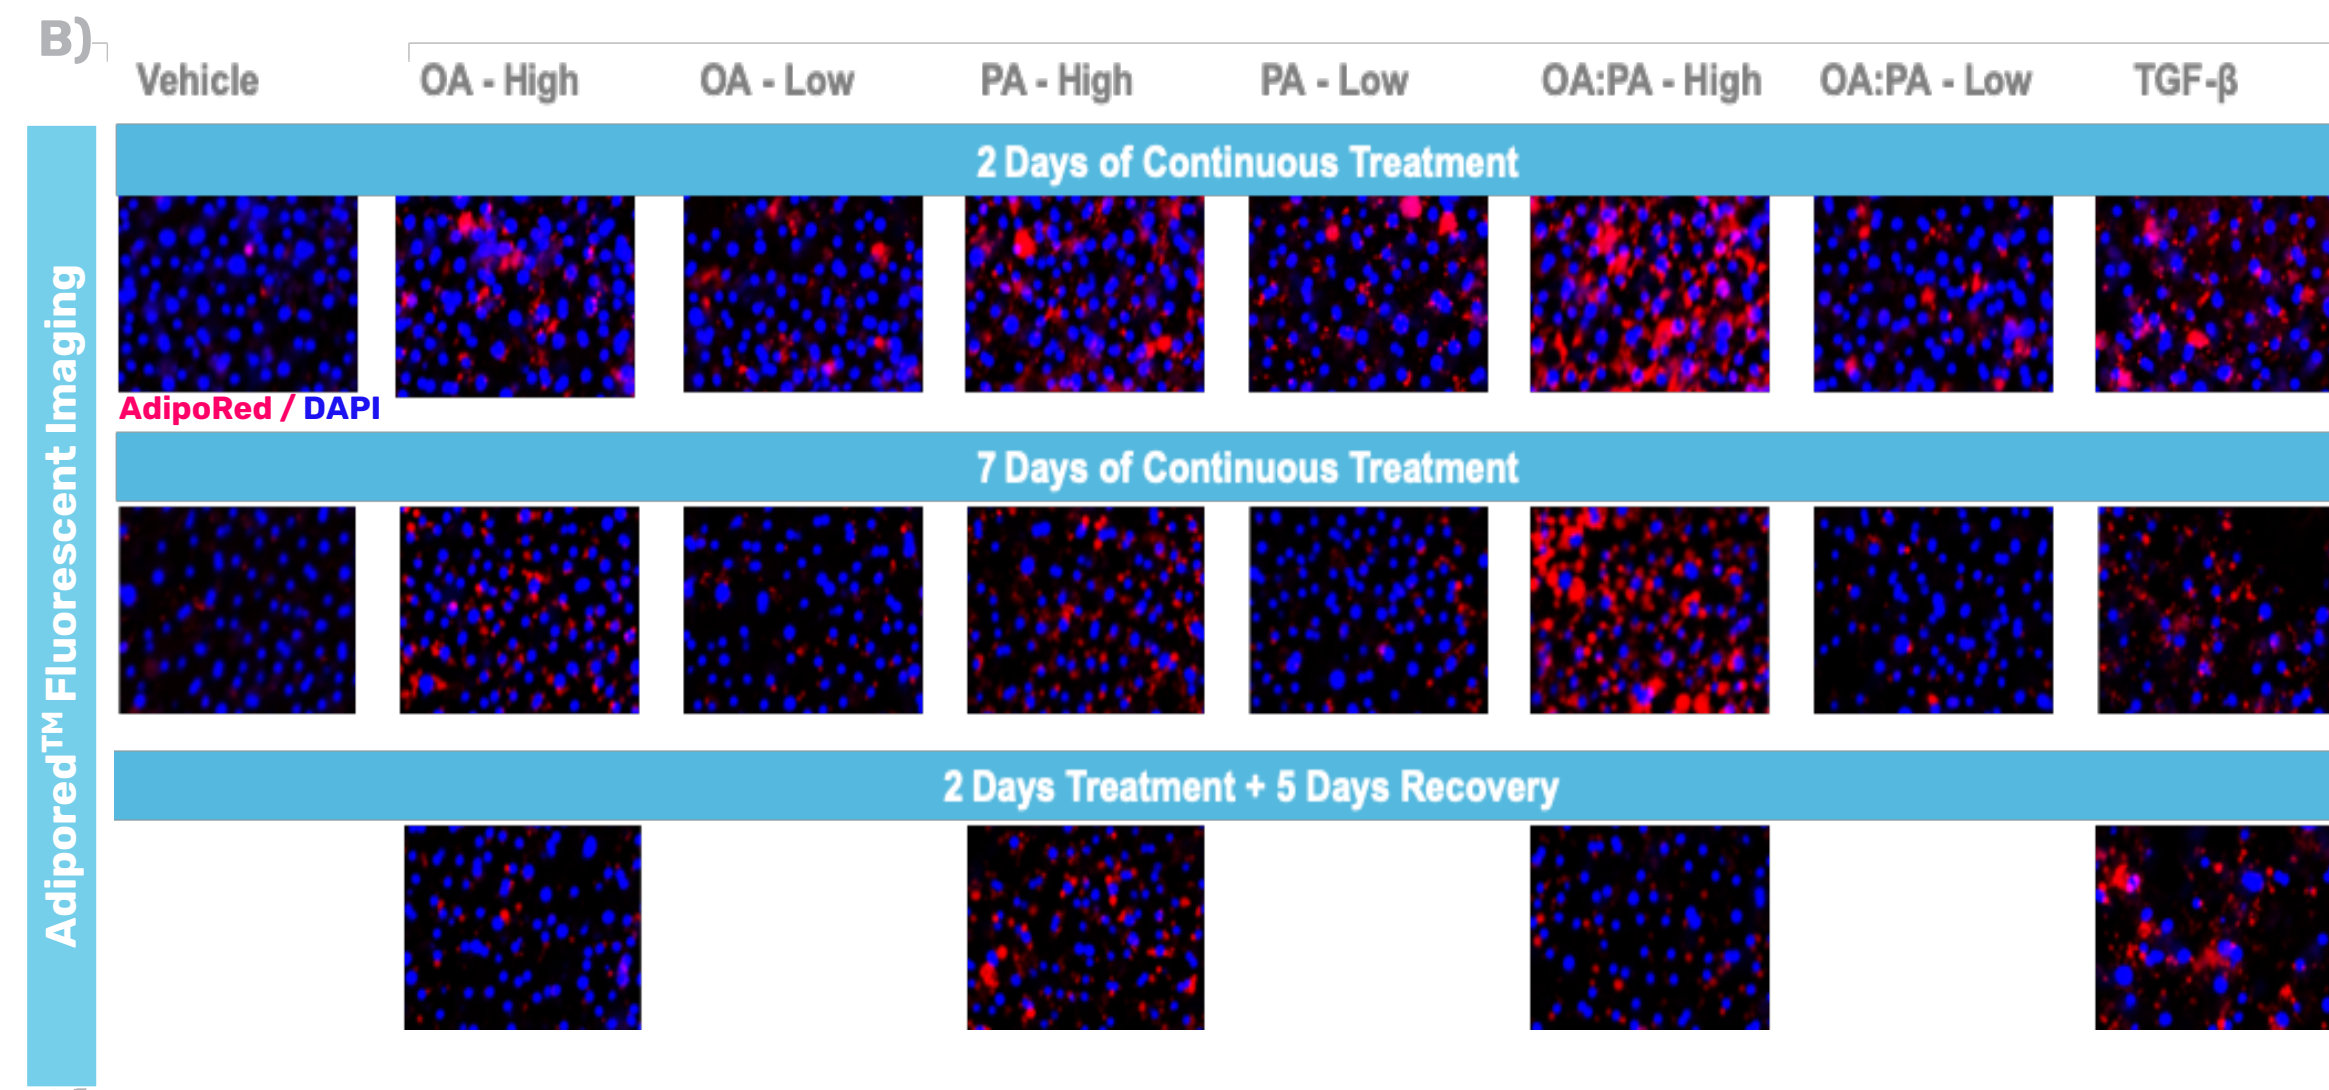 B)
Vehicle OA - High OA - Low PA - High PA - Low OA:PA - High OA:PA - Low TGF-β
2 Days of Continuous Treatment
AdipoRed / DAPI
7 Days of Continuous Treatment
2 Days Treatment + 5 Days Recovery
Adipored™ Fluorescent Imaging